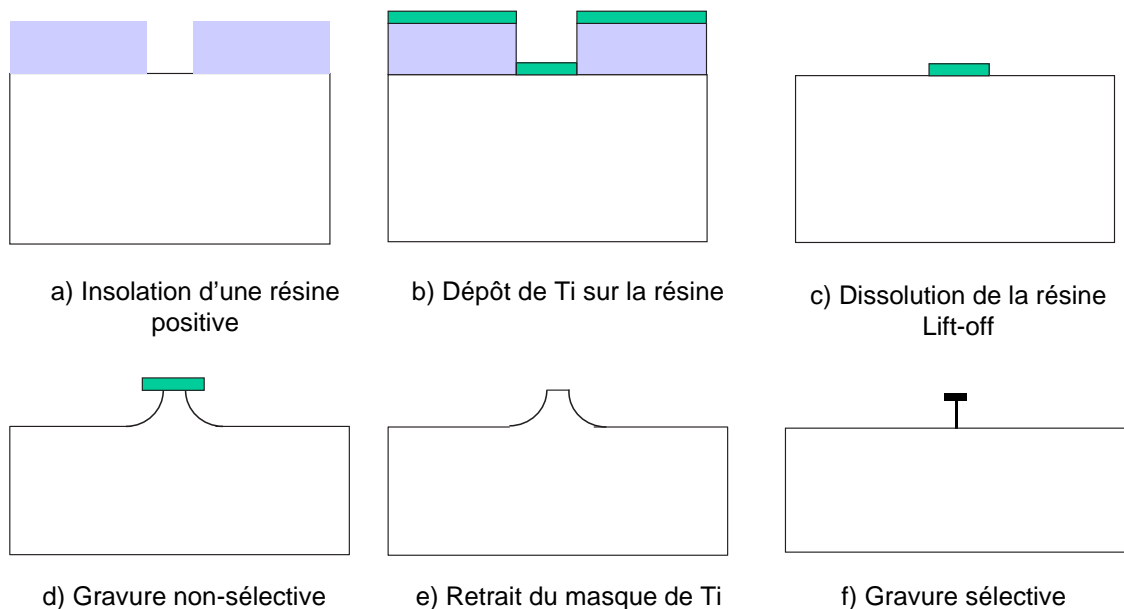 a) Insolation d'une résine
positive
b) Dépôt de Ti sur la résine
c) Dissolution de la résine
Lift-off
d) Gravure non-sélective
e) Retrait du masque de Ti
f) Gravure sélective